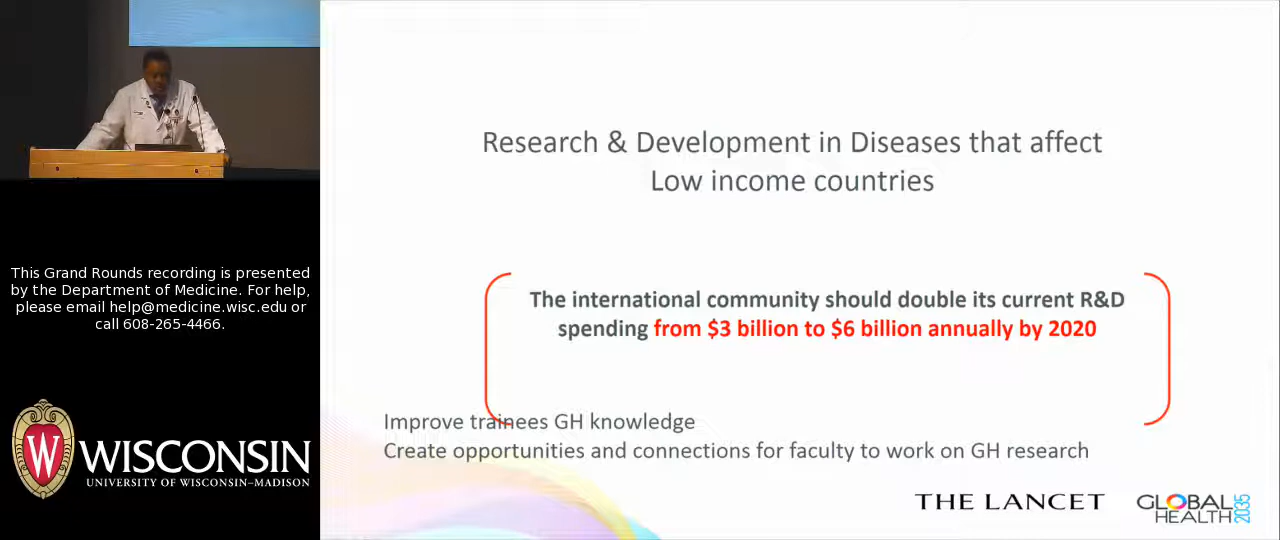 This Grand Rounds recording is presented
by the Department of Medicine. For help,
please email help@medicine.wisc.edu or
call 608-265-4466.
W
WISCONSIN
UNIVERSITY OF WISCONSIN–MADISON
Research & Development in Diseases that affect
Low income countries
The international community should double its current R&D
spending from $3 billion to $6 billion annually by 2020
Improve trainees GH knowledge
Create opportunities and connections for faculty to work on GH research
THE LANCET
GLOBAL
HEALTH
2035